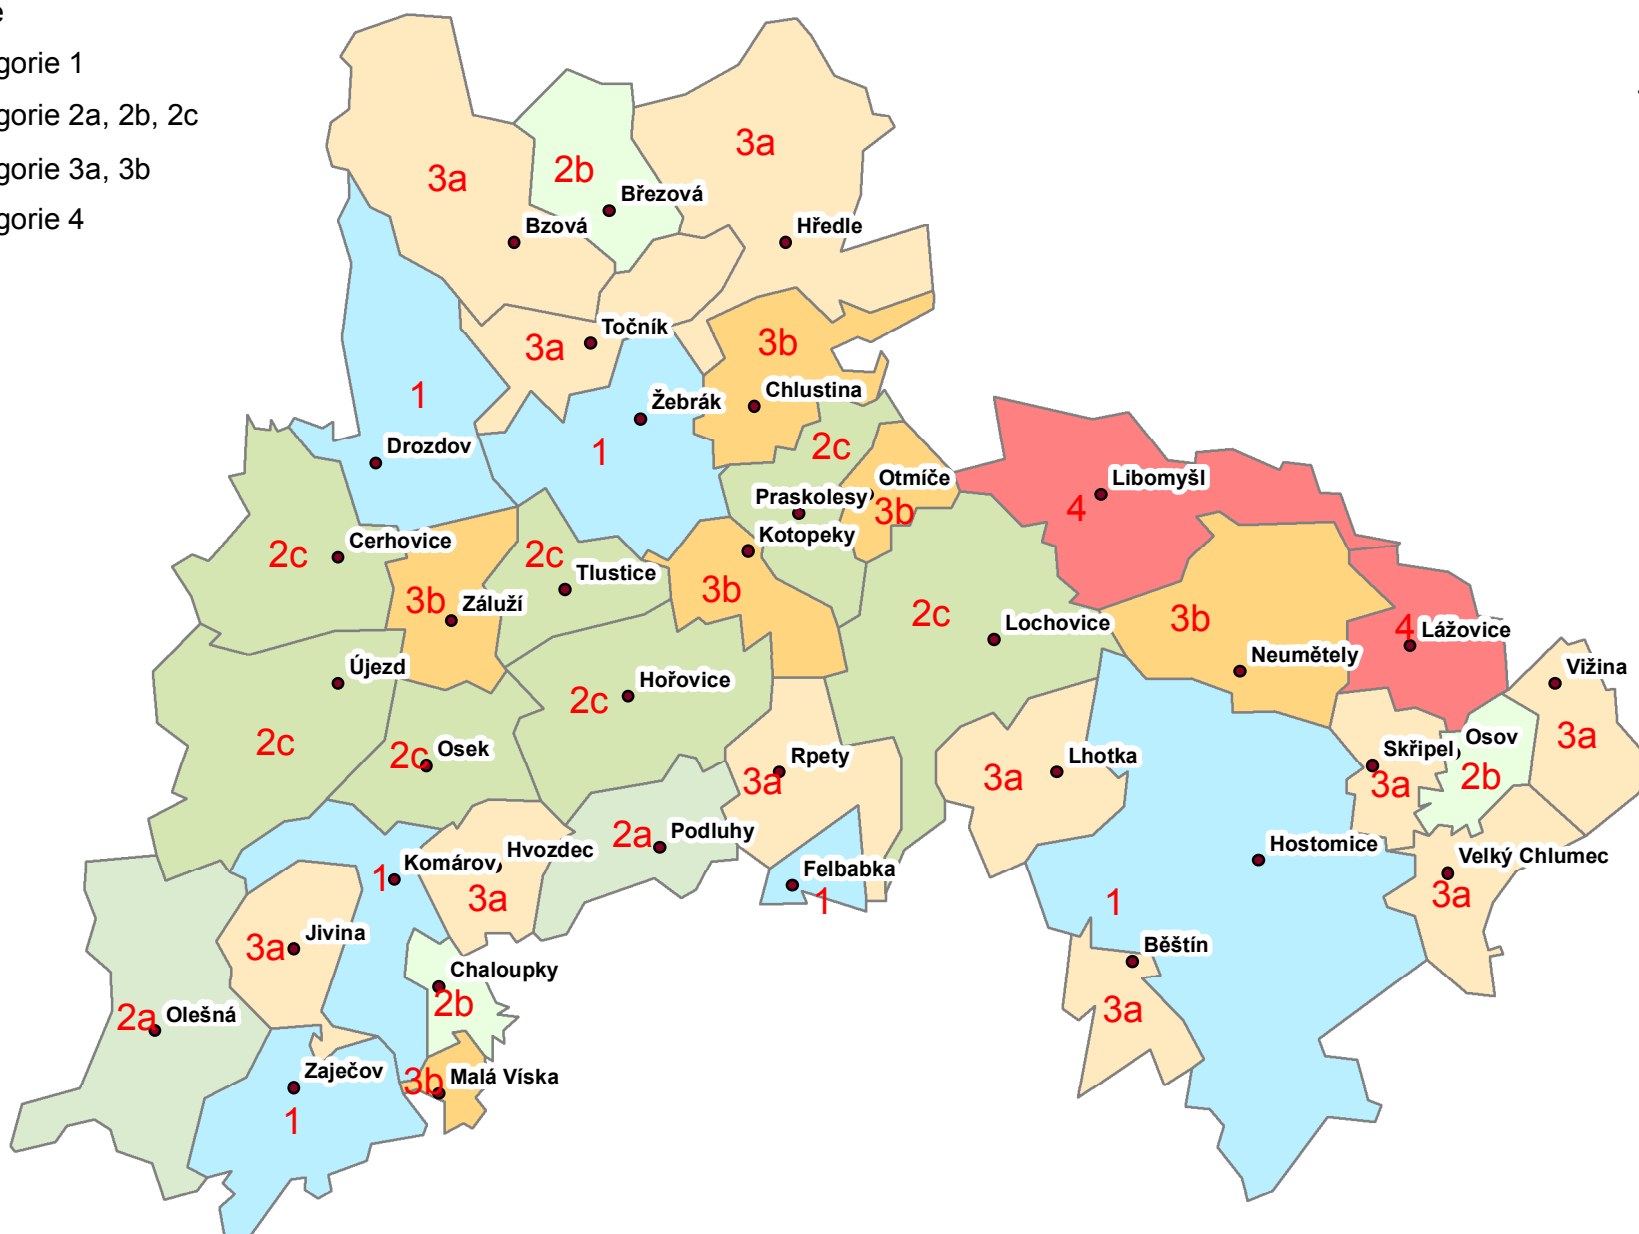 e
gorie 1
gorie 2a, 2b, 2c
gorie 3a, 3b
gorie 4
3a
2b
3a
Březová
Bzová
Hředle
Točník
3a
3b
1
Chlustina
Žebrák
Drozdov
1
2c
Otmíče
Libomyšl
Praskolesy
3b
4
Cerhovice
2c
2c
Kotopeky
Tlustice
3b
Záluží
3b
2c
Lochovice
3b
4
Lážovice
Neumětely
Újezd
Hořovice
2c
Vižina
2c
2c
Osek
Rpety
3a
Lhotka
3a
Skřipel
3a
Osov
2b
3a
2a
Podluhy
Hostomice
Komárov
1
Hvozdec
3a
Felbabka
1
Velký Chlumec
3a
1
Jivina
3a
Běštín
3a
Chaloupky
2b
2a
Olešná
Zaječov
1
3b
Malá Víska